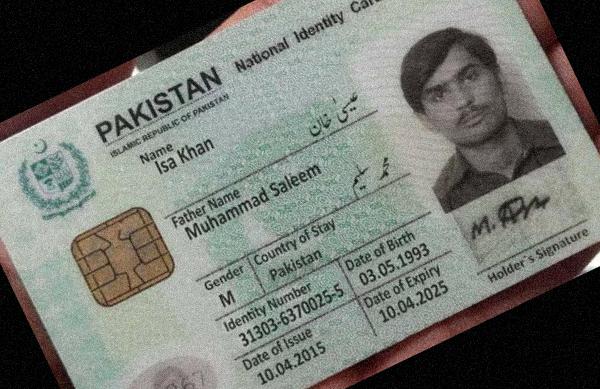 PAKISTAN National Identity Card
ISLAMIC REPUBLIC OF PAKISTAN
Name
Isa Khan
عیسیٰ خان
Father Name
Muhammad Saleem
محمد سلیم
Gender
M
Country of Stay
Pakistan
Identity Number
31303-6370025-5
Date of Birth
03.05.1993
Date of Issue
10.04.2015
Date of Expiry
10.04.2025
Holder's Signature